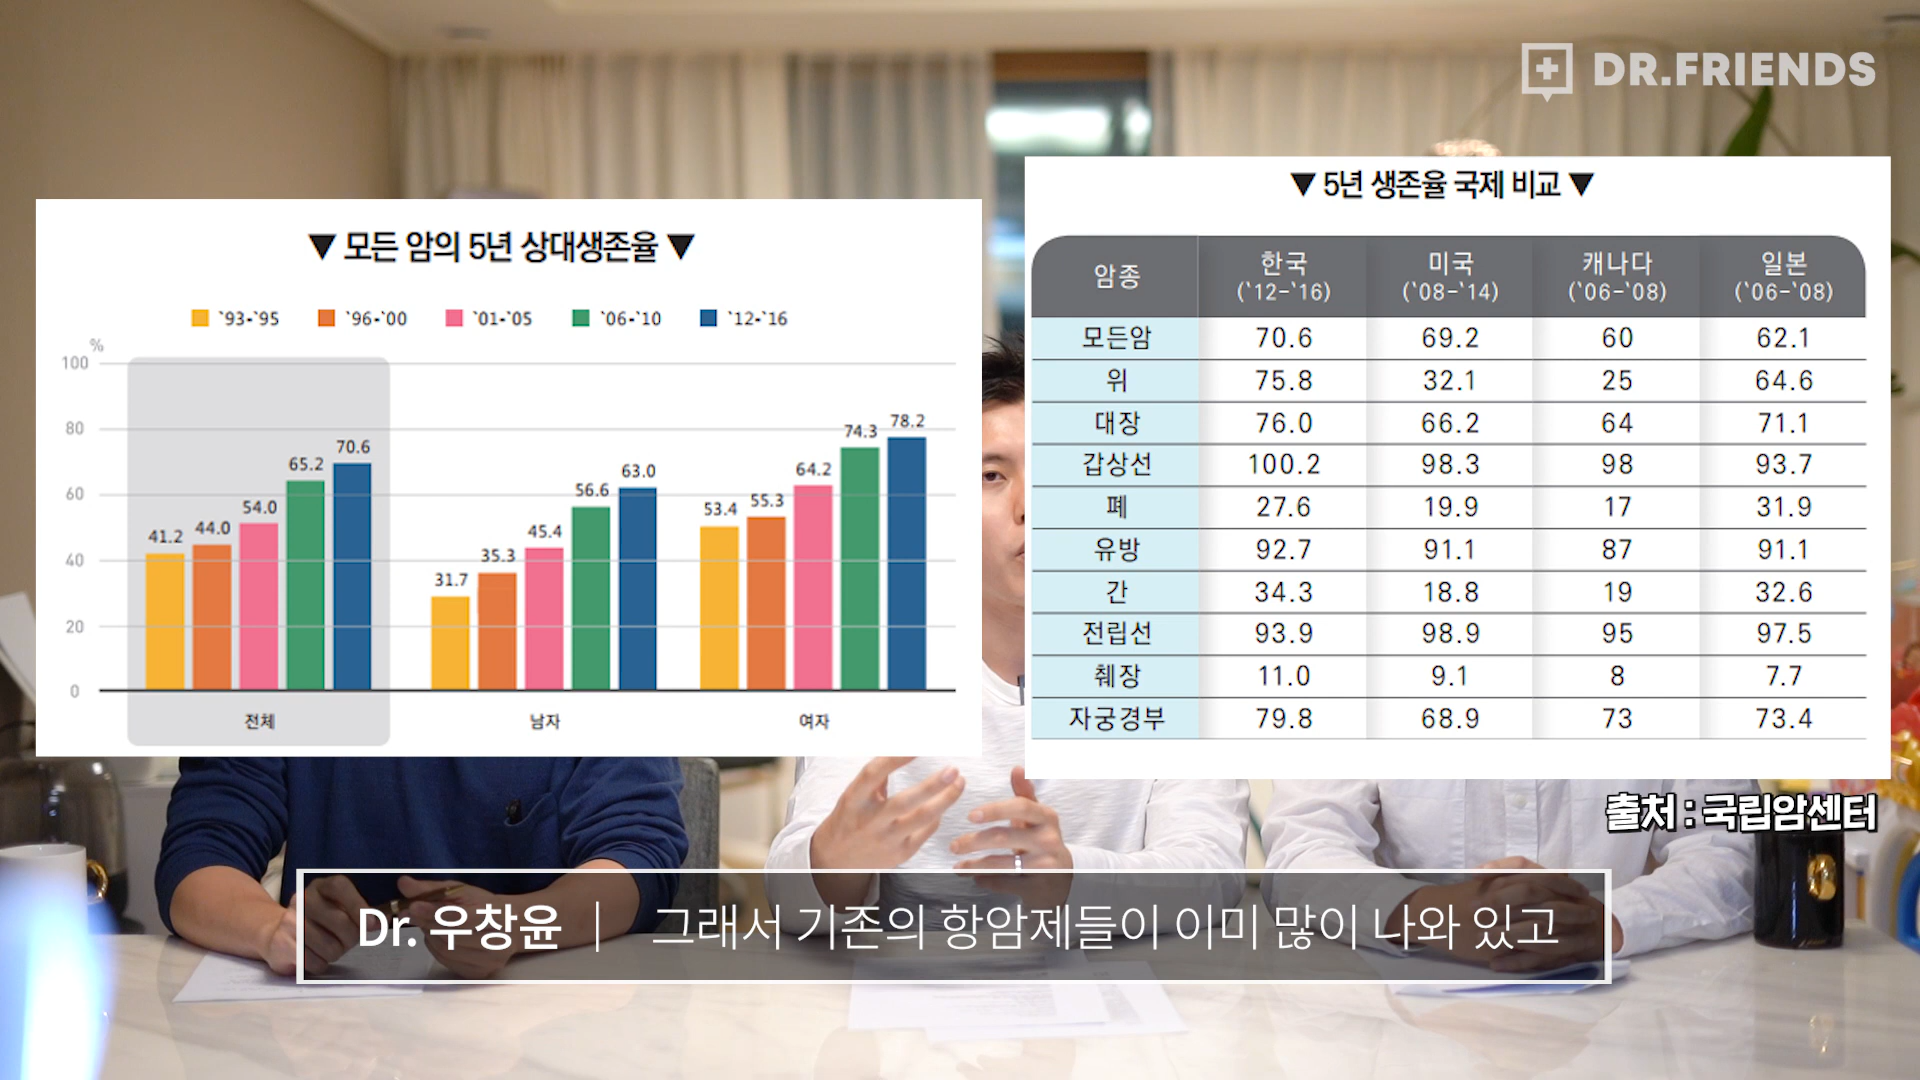 DR.FRIENDS
▼ 모든 암의 5년 상대생존율 ▼
`93-`95 `96-`00 `01-`05 `06-`10 `12-`16
%
100
80
60
40
20
0
41.2 44.0 54.0 65.2 70.6
31.7 35.3 45.4 56.6 63.0
53.4 55.3 64.2 74.3 78.2
전체 남자 여자
▼ 5년 생존율 국제 비교 ▼
암종 한국 미국 캐나다 일본
(`12-`16) (`08-`14) (`06-`08) (`06-`08)
모든암 70.6 69.2 60 62.1
위 75.8 32.1 25 64.6
대장 76.0 66.2 64 71.1
갑상선 100.2 98.3 98 93.7
폐 27.6 19.9 17 31.9
유방 92.7 91.1 87 91.1
간 34.3 18.8 19 32.6
전립선 93.9 98.9 95 97.5
췌장 11.0 9.1 8 7.7
자궁경부 79.8 68.9 73 73.4
출처 : 국립암센터
Dr. 우창윤 | 그래서 기존의 항암제들이 이미 많이 나와 있고